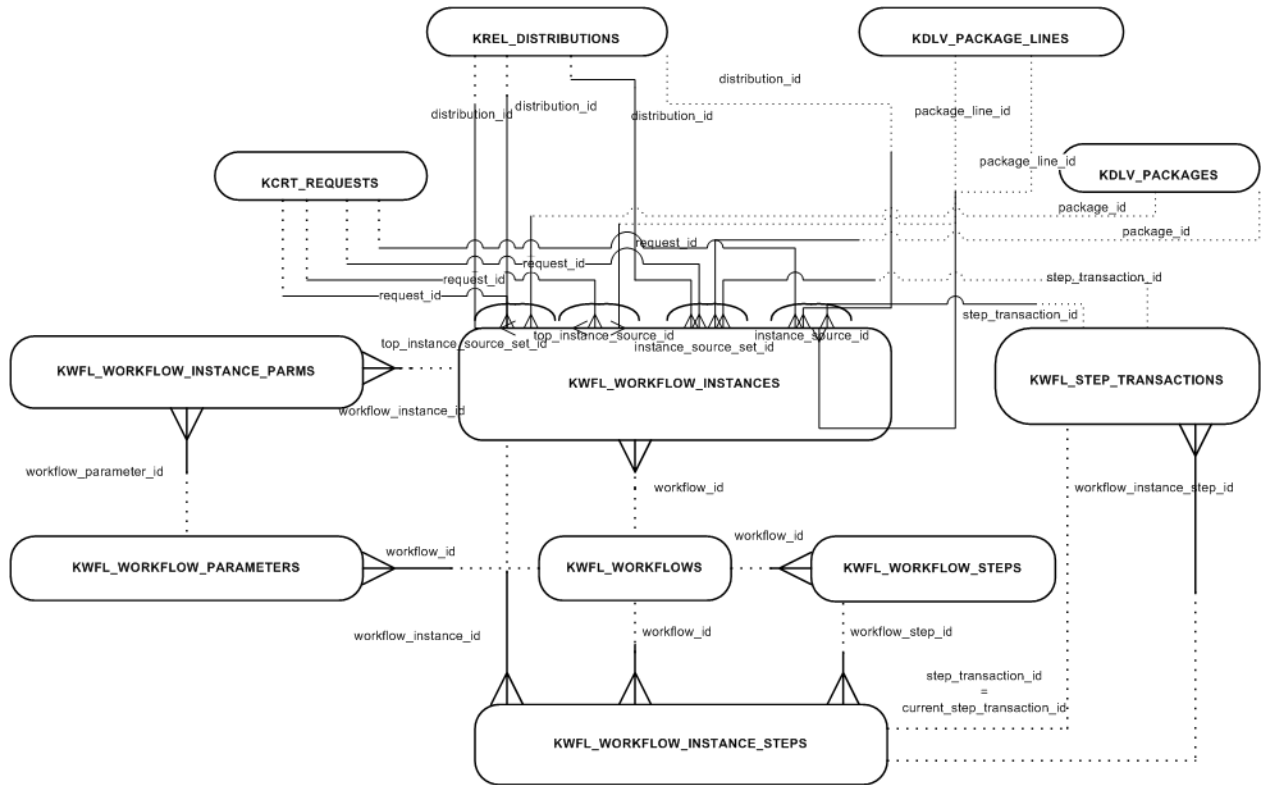 KREL_DISTRIBUTIONS
KDLV_PACKAGE_LINES
distribution_id
distribution_id
distribution_id
distribution_id
package_line_id
package_line_id
KCRT_REQUESTS
KDLV_PACKAGES
package_id
package_id
request_id
request_id
request_id
request_id
step_transaction_id
step_transaction_id
top_instance_source_set_id
top_instance_source_id
instance_source_set_id
instance_source_id
KWFL_WORKFLOW_INSTANCE_PARMS
KWFL_WORKFLOW_INSTANCES
KWFL_STEP_TRANSACTIONS
workflow_instance_id
workflow_parameter_id
workflow_id
workflow_instance_step_id
workflow_id
workflow_id
KWFL_WORKFLOW_PARAMETERS
KWFL_WORKFLOWS
KWFL_WORKFLOW_STEPS
workflow_instance_id
workflow_id
workflow_step_id
step_transaction_id
=
current_step_transaction_id
KWFL_WORKFLOW_INSTANCE_STEPS